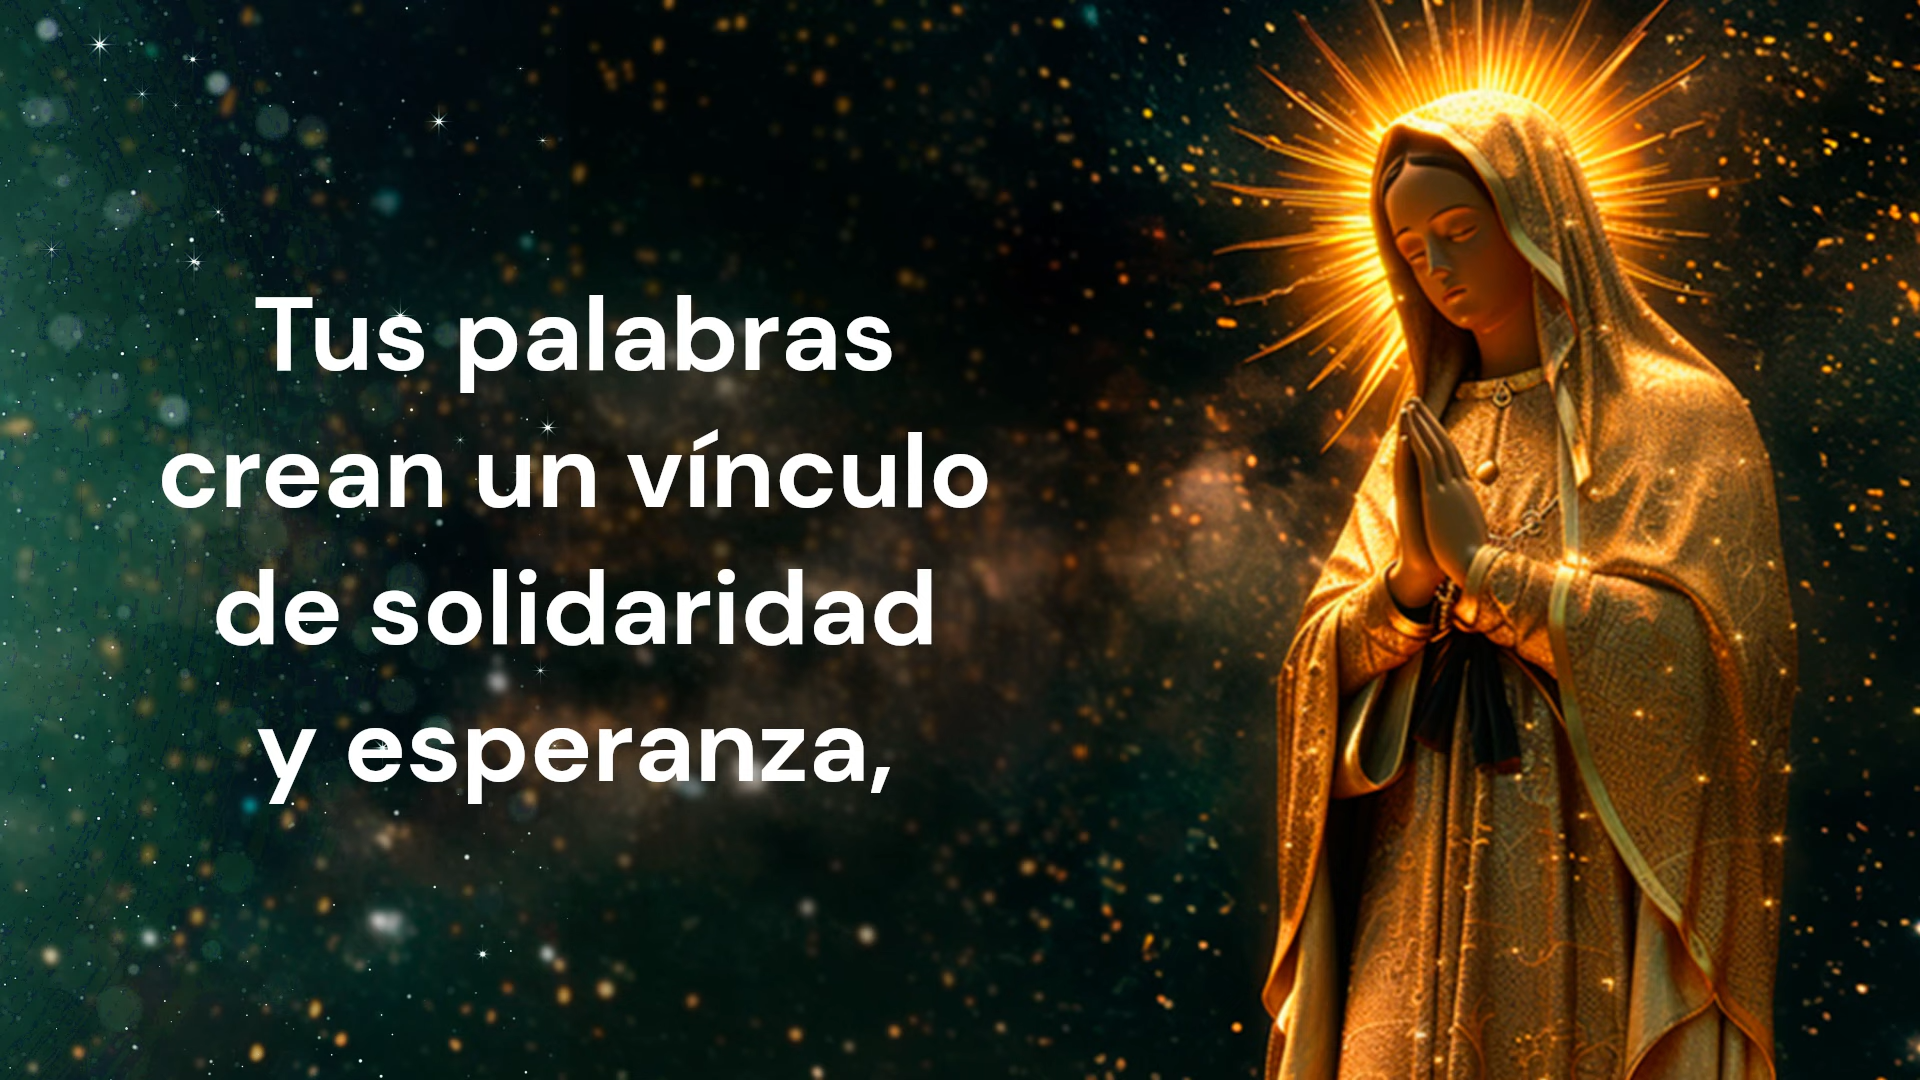 Tus palabras
crean un vínculo
de solidaridad
y esperanza,